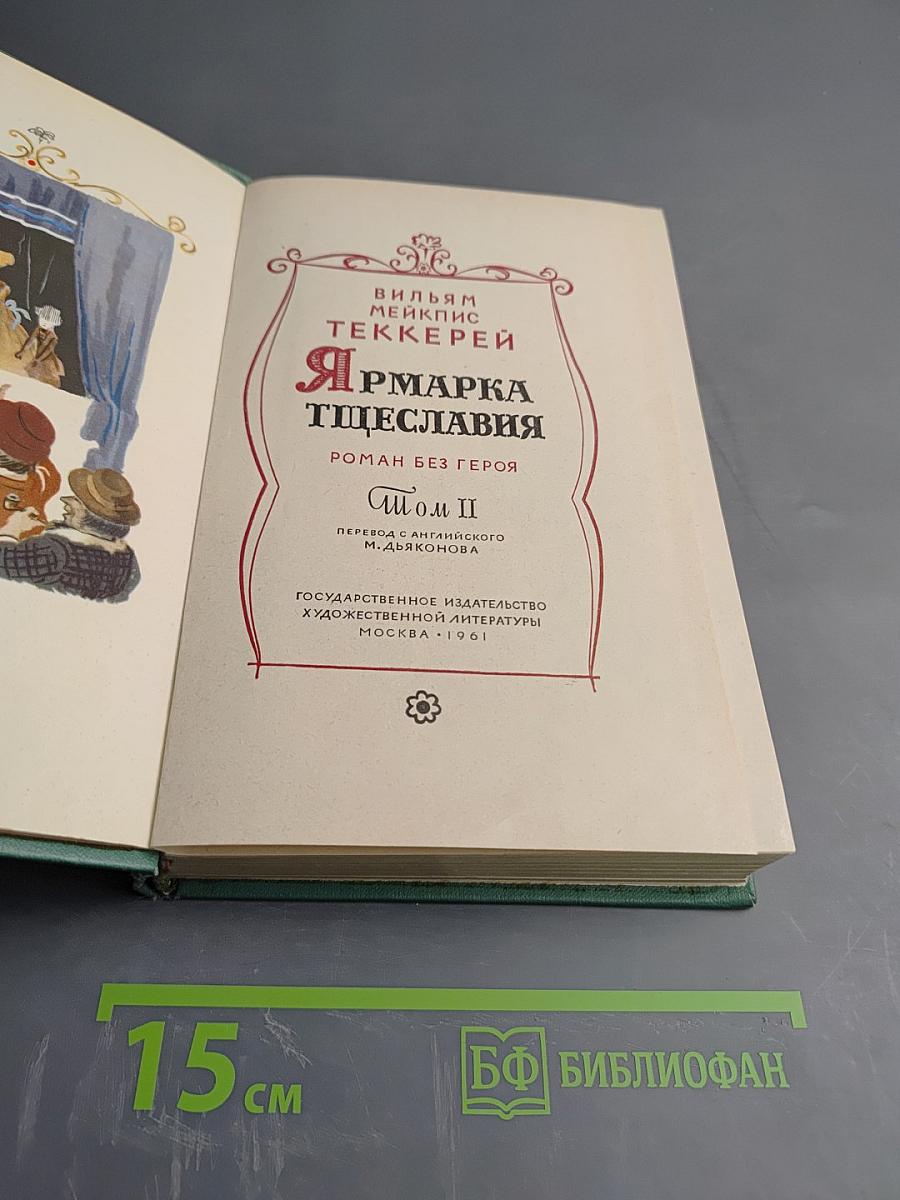 ВИЛЬЯМ
МЕЙКПИС
ТЕККЕРЕЙ
ЯРМАРКА
ТЩЕСЛАВИЯ
РОМАН БЕЗ ГЕРОЯ
Том II
ПЕРЕВОД С АНГЛИЙСКОГО
М. ДЬЯКОНОВА
ГОСУДАРСТВЕННОЕ ИЗДАТЕЛЬСТВО
ХУДОЖЕСТВЕННОЙ ЛИТЕРАТУРЫ
МОСКВА • 1961
15 см
БФ БИБЛИОФАН